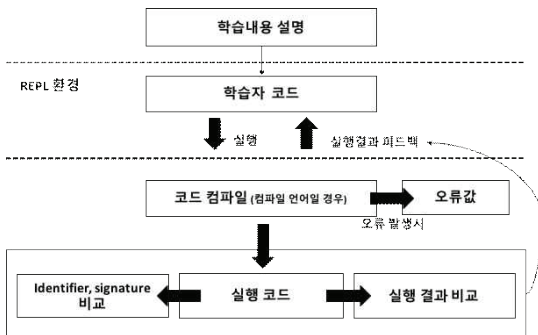 학습내용 설명
REPL 환경
학습자 코드
실행
실행결과 피드백
코드 컴파일 (컴파일 언어일 경우)
오류값
오류 발생시
Identifier, signature
비교
실행 코드
실행 결과 비교